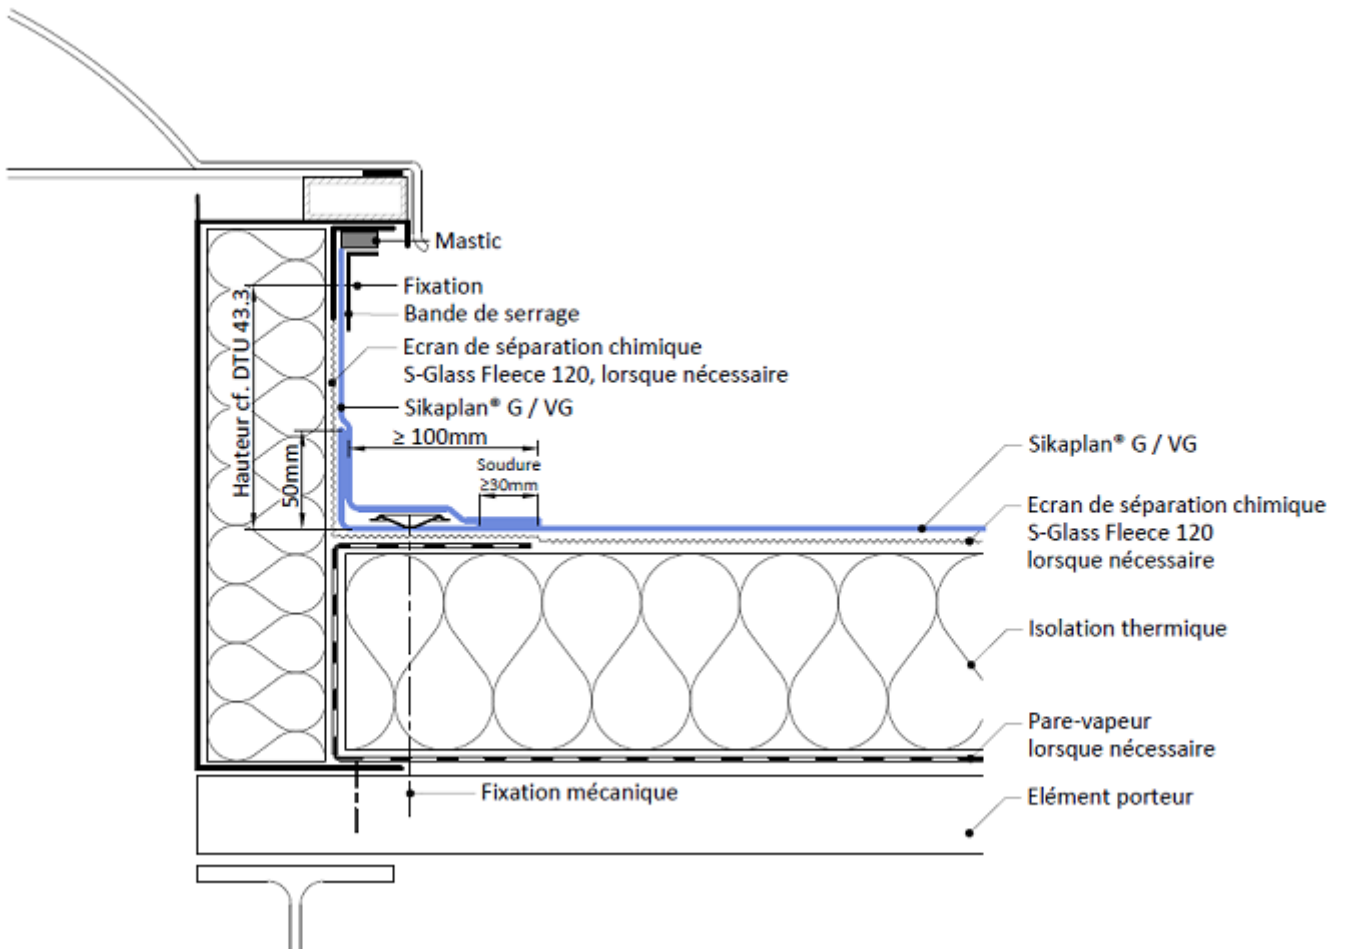 Mastic
Fixation
Bande de serrage
Ecran de séparation chimique
S-Glass Fleece 120, lorsque nécessaire
Sikaplan® G / VG
≥ 100mm
Soudure
≥30mm
Hauteur cf. DTU 43.3
50mm
Sikaplan® G / VG
Ecran de séparation chimique
S-Glass Fleece 120
lorsque nécessaire
Isolation thermique
Pare-vapeur
lorsque nécessaire
Fixation mécanique
Elément porteur